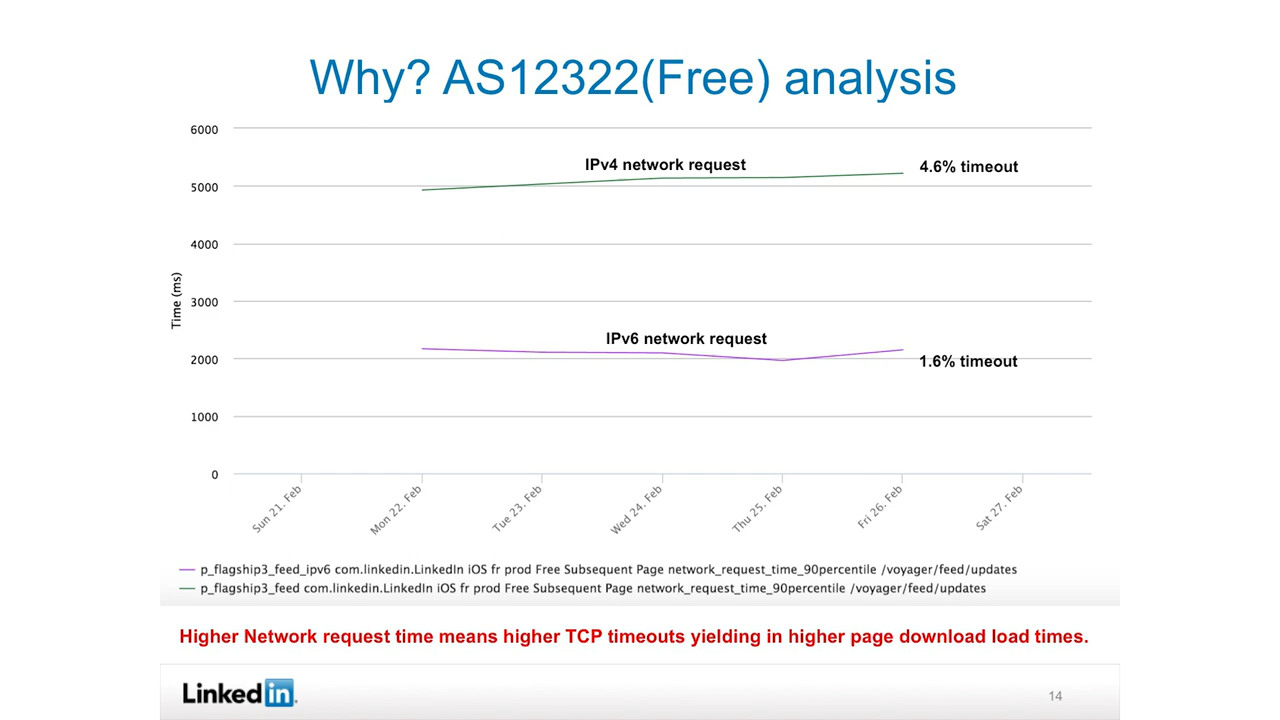 Why? AS12322(Free) analysis
6000
IPv4 network request
4.6% timeout
5000
4000
Time (ms)
3000
IPv6 network request
2000
1.6% timeout
1000
0
Sun 21. Feb
Mon 22. Feb
Tue 23. Feb
Wed 24. Feb
Thu 25. Feb
Fri 26. Feb
Sat 27. Feb
p_flagship3_feed_ipv6 com.linkedin.LinkedIn iOS fr prod Free Subsequent Page network_request_time_90percentile /voyager/feed/updates
p_flagship3_feed com.linkedin.LinkedIn iOS fr prod Free Subsequent Page network_request_time_90percentile /voyager/feed/updates
Higher Network request time means higher TCP timeouts yielding in higher page download load times.
Linked in
14